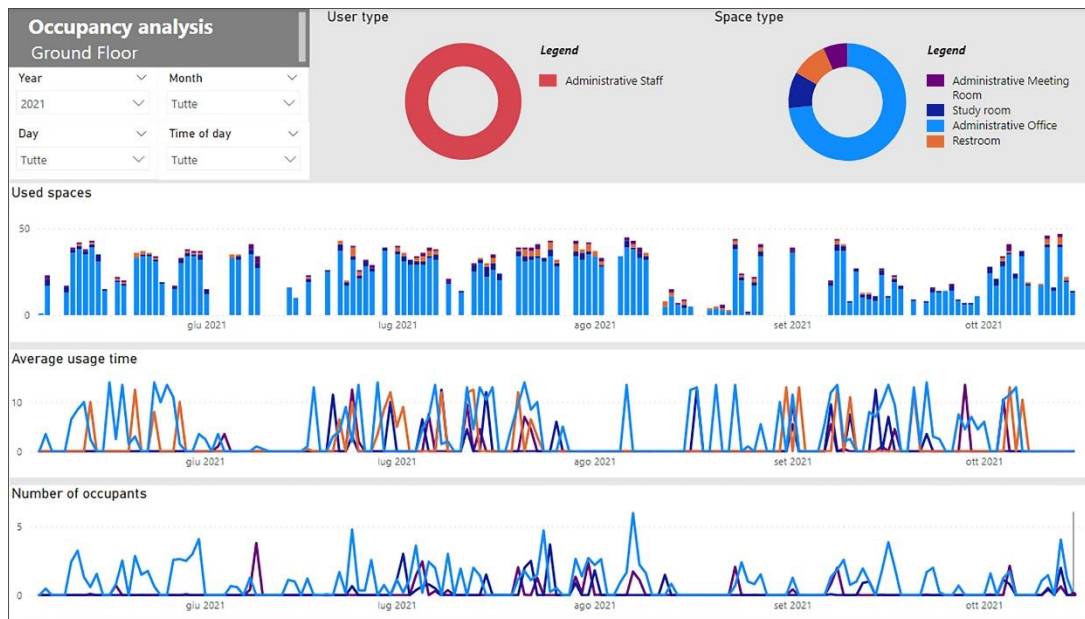 Occupancy analysis
Ground Floor
Year
Month
2021
Tutte
Day
Time of day
Tutte
Tutte
User type
Legend
Administrative Staff
Space type
Legend
Administrative Meeting
Room
Study room
Administrative Office
Restroom
Used spaces
50
0
giu 2021
lug 2021
ago 2021
set 2021
ott 2021
Average usage time
10
0
giu 2021
lug 2021
ago 2021
set 2021
ott 2021
Number of occupants
5
0
giu 2021
lug 2021
ago 2021
set 2021
ott 2021